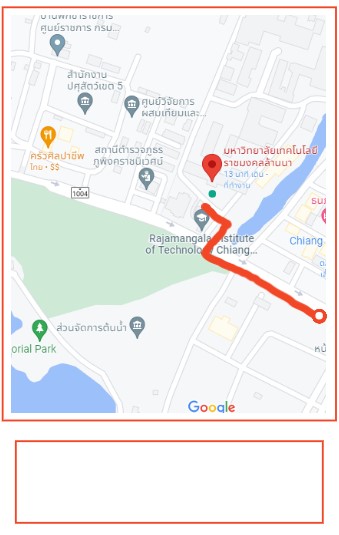 บ้านพักข้าราชการ
ศูนย์ราชการ กรม...
สำนักงาน
ปศุสัตว์เขต 5
ศูนย์วิจัยการ
ผสมเทียมและ...
ครัวศิลปาชีพ
ไทย • $$
สถานีตำรวจภูธร
ภูพิงคราชนิเวศน์
มหาวิทยาลัยเทคโนโลยี
ราชมงคลล้านนา
13 นาที เดิน -
ที่ทำงาน
1004
Rajamangala Institute
of Technology Chiang...
Chiang
ส่วนจัดการต้นน้ำ
orial Park
Google